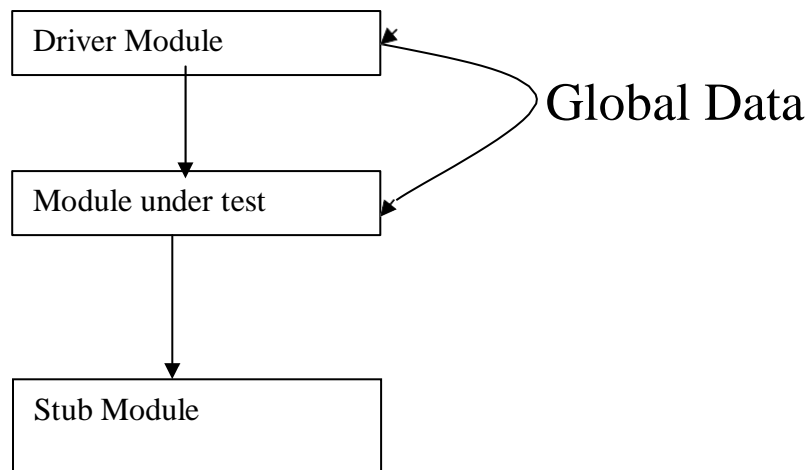 Driver Module
Global Data
Module under test
Stub Module